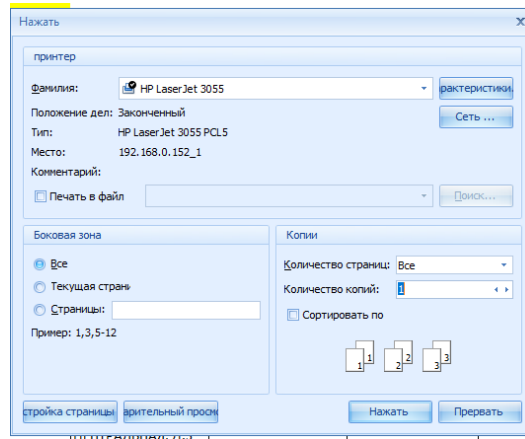 Нажать
принтер
Фамилия: HP LaserJet 3055 рактеристики.
Положение дел: Законченный Сеть ...
Тип: HP LaserJet 3055 PCL5
Место: 192.168.0.152_1
Комментарий:
Печать в файл Поиск...
Боковая зона
Все
Текущая стран
Страницы:
Пример: 1,3,5-12
Копии
Количество страниц: Все
Количество копий: 1
Сортировать по
1 1 2 2 3 3
стройка страницы арительный просмо Нажать Прервать